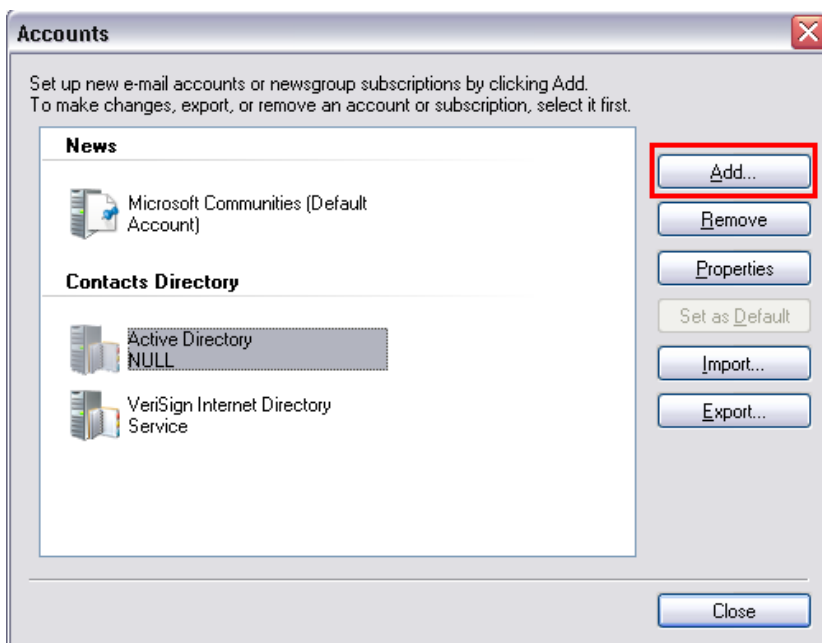 Accounts
Set up new e-mail accounts or newsgroup subscriptions by clicking Add.
To make changes, export, or remove an account or subscription, select it first.
News
Microsoft Communities (Default
Account)
Contacts Directory
Active Directory
NULL
VeriSign Internet Directory
Service
Add...
Remove
Properties
Set as Default
Import...
Export...
Close